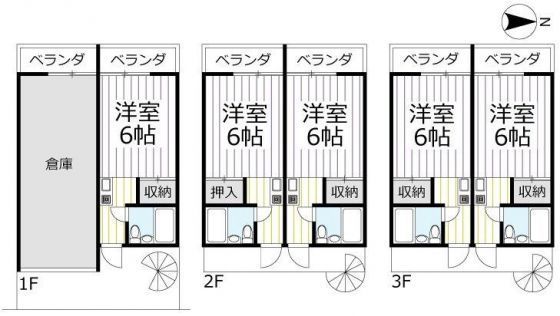 N
ベランダ ベランダ
倉庫
洋室
6帖
収納
1F
ベランダ ベランダ
洋室 洋室
6帖 6帖
押入 収納
2F
ベランダ ベランダ
洋室 洋室
6帖 6帖
収納 収納
3F